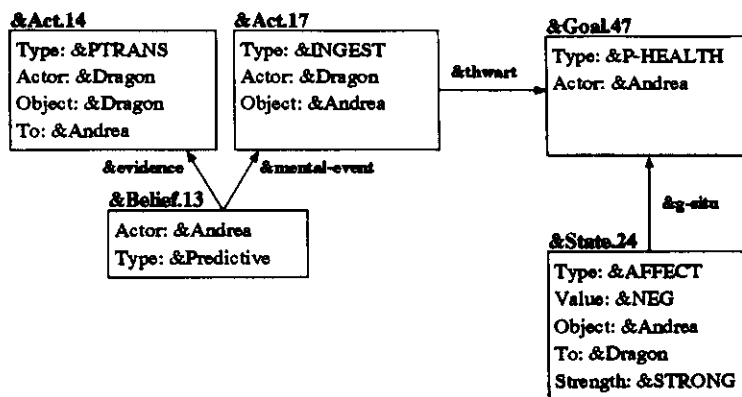 &Act.14
Type: &PTRANS
Actor: &Dragon
Object: &Dragon
To: &Andrea
&Act.17
Type: &INGEST
Actor: &Dragon
Object: &Andrea
&thwart
&Goal.47
Type: &P-HEALTH
Actor: &Andrea
&evidence
&mental-event
&Belief.13
Actor: &Andrea
Type: &Predictive
&g-situ
&State.24
Type: &AFFECT
Value: &NEG
Object: &Andrea
To: &Dragon
Strength: &STRONG